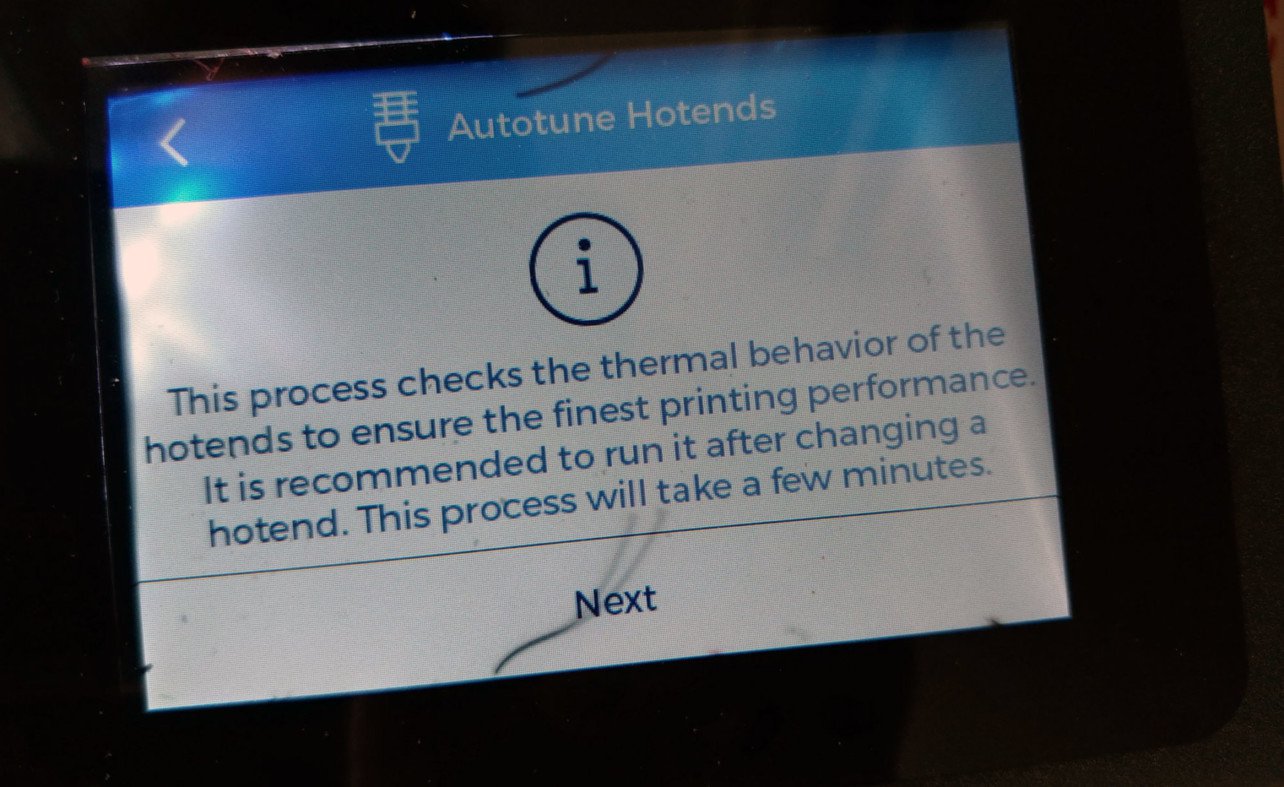 Autotune Hotends
This process checks the thermal behavior of the
hotends to ensure the finest printing performance.
It is recommended to run it after changing a
hotend. This process will take a few minutes.
Next